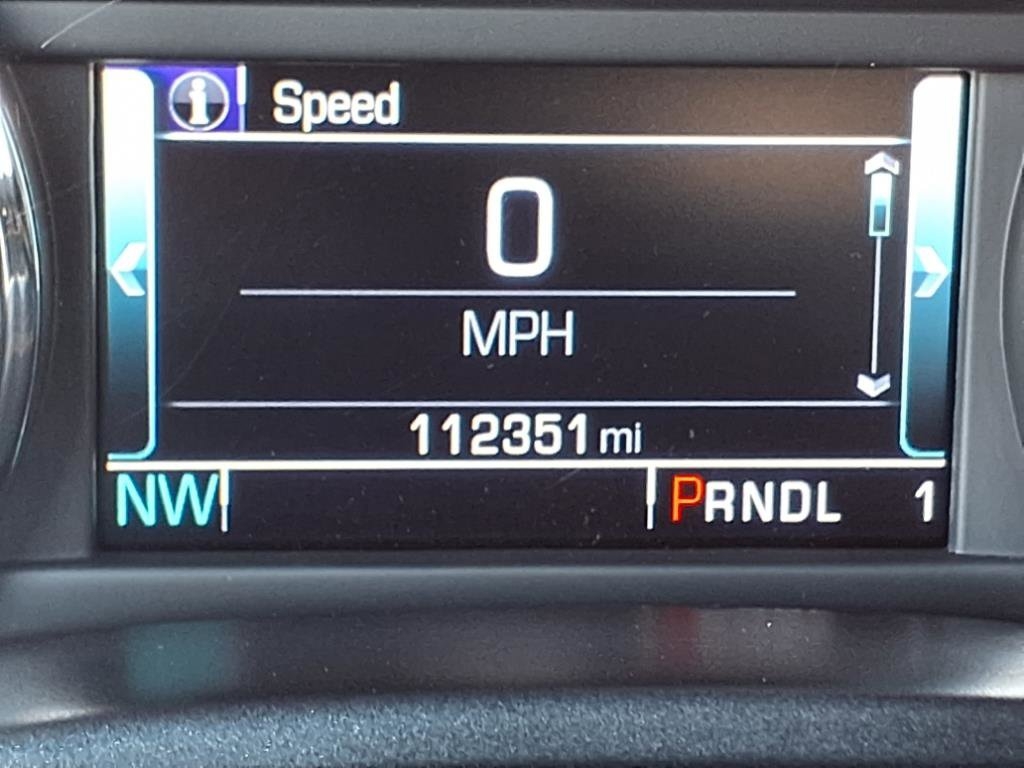 i Speed
0
MPH
112351 mi
NW PRNDL 1